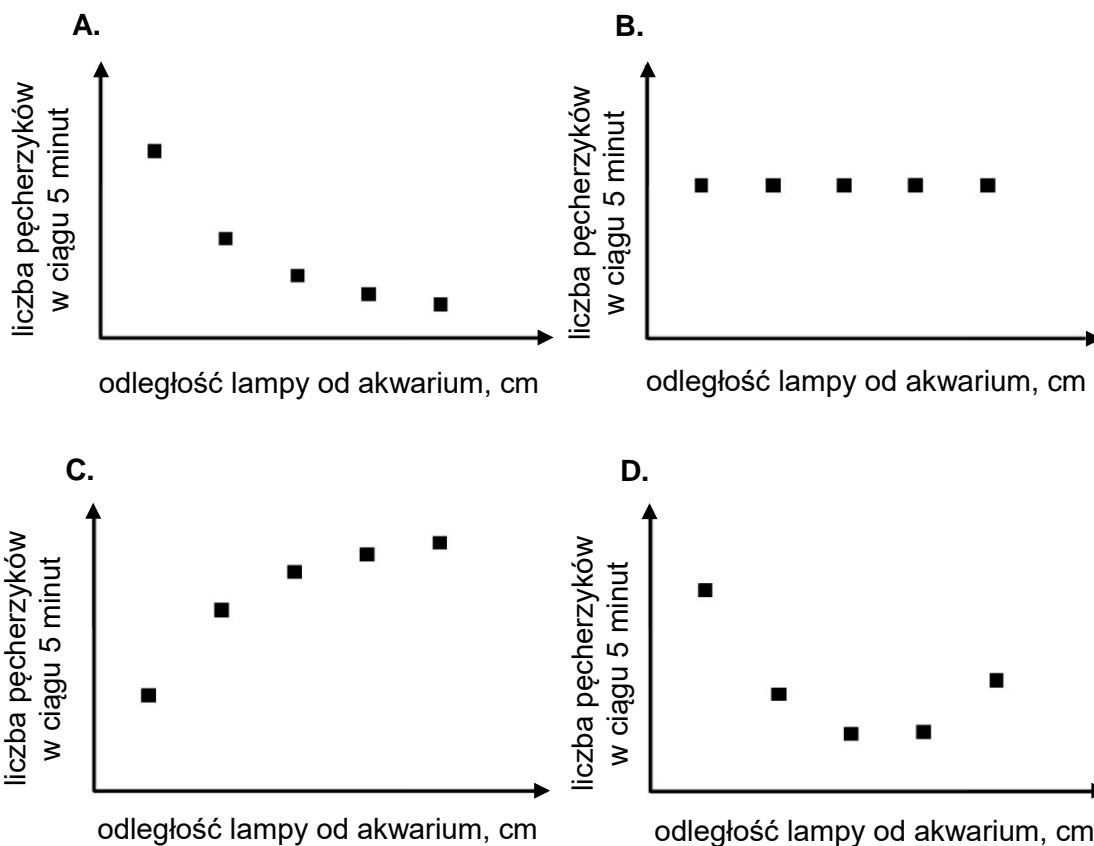 A.
liczba pęcherzyków
w ciągu 5 minut
odległość lampy od akwarium, cm
B.
liczba pęcherzyków
w ciągu 5 minut
odległość lampy od akwarium, cm
C.
liczba pęcherzyków
w ciągu 5 minut
odległość lampy od akwarium, cm
D.
liczba pęcherzyków
w ciągu 5 minut
odległość lampy od akwarium, cm